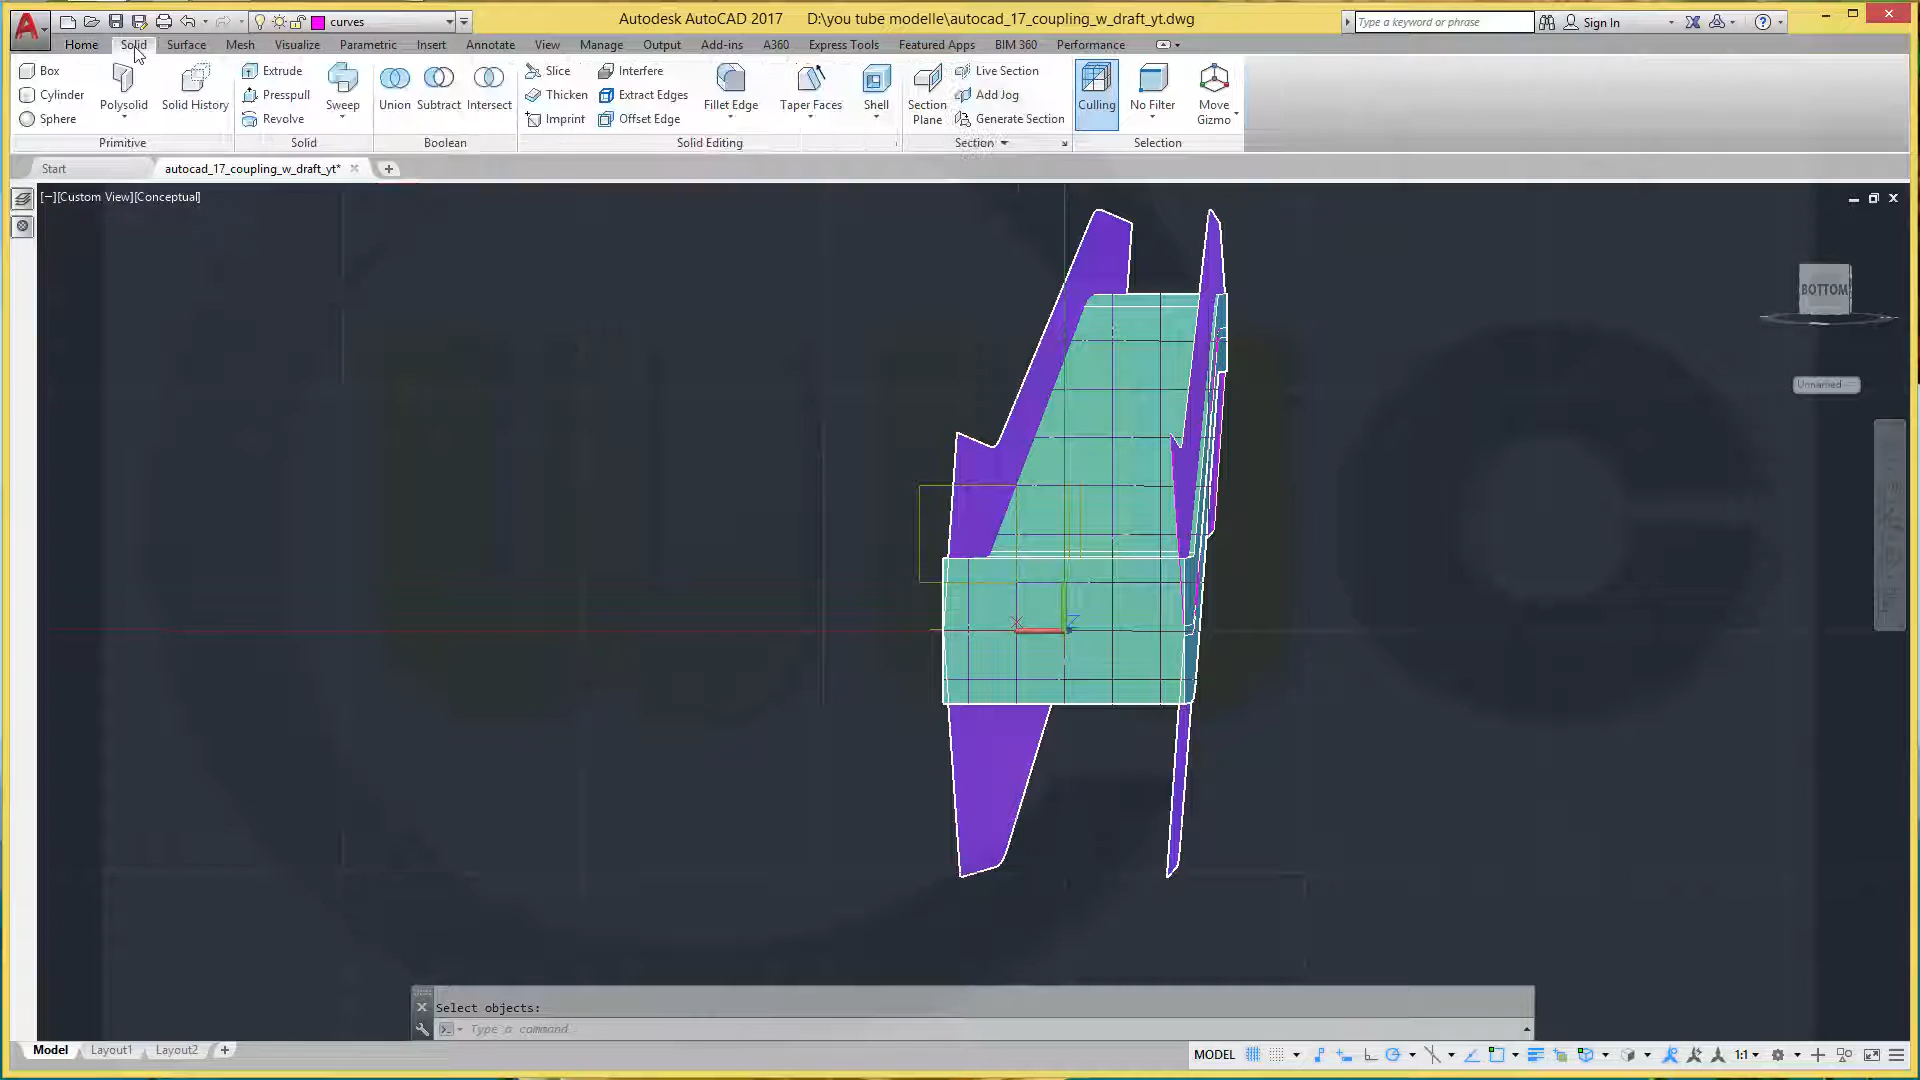 curves
Autodesk AutoCAD 2017 D:\you tube modelle\autocad_17_coupling_w_draft_yt.dwg
Type a keyword or phrase
Sign In
Home Solid Surface Mesh Visualize Parametric Insert Annotate View Manage Output Add-ins A360 Express Tools Featured Apps BIM 360 Performance
Box
Cylinder
Sphere
Polysolid
Solid History
Primitive
Extrude
Presspull
Revolve
Sweep
Solid
Union Subtract Intersect
Boolean
Slice
Thicken
Imprint
Interfere
Extract Edges
Offset Edge
Fillet Edge
Taper Faces
Shell
Solid Editing
Section
Plane
Live Section
Add Jog
Generate Section
Section
Culling
No Filter
Move
Gizmo
Selection
Start
autocad_17_coupling_w_draft_yt*
[−][Custom View][Conceptual]
BOTTOM
Unnamed
X
Z
Select objects:
Type a command
Model Layout1 Layout2
MODEL
1:1